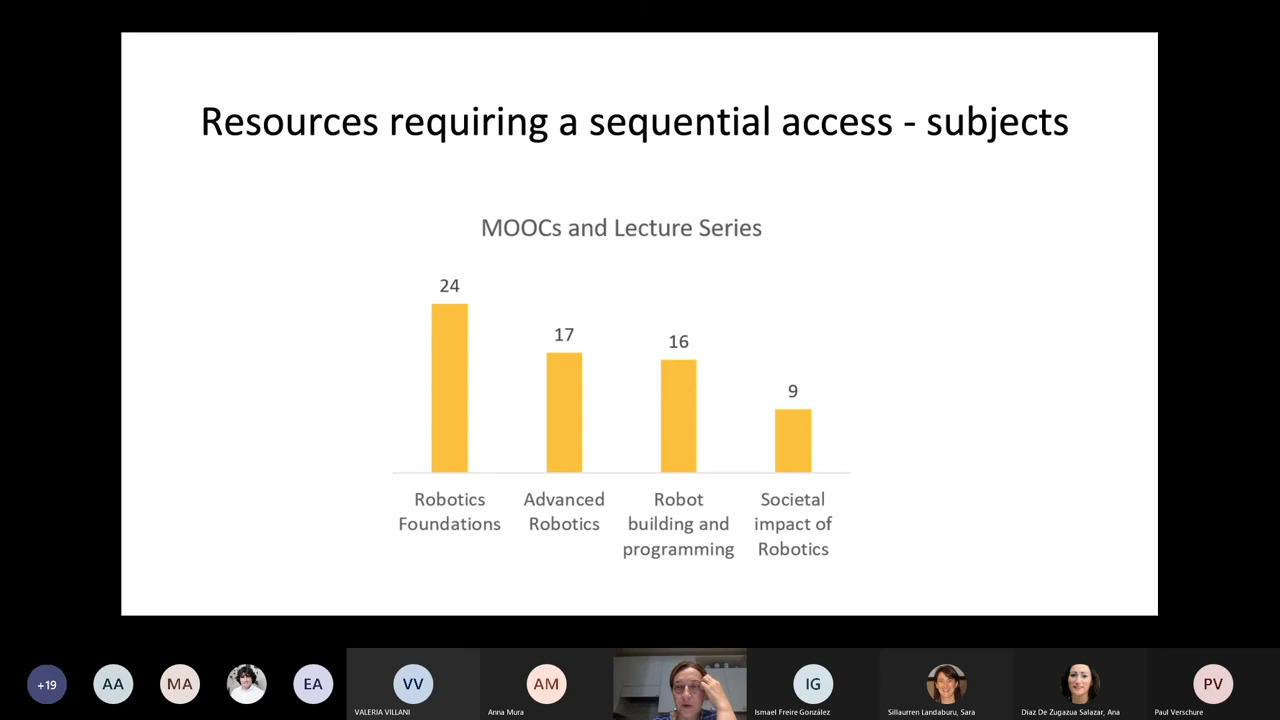 Resources requiring a sequential access - subjects
MOOCs and Lecture Series
24
17
16
9
Robotics
Foundations
Advanced
Robotics
Robot
building and
programming
Societal
impact of
Robotics
+19
AA
MA
EA
VV
AM
IG
PV
VALERIA VILLANI
Anna Mura
Ismael Freire González
Sillaurren Landaburu, Sara
Díaz De Zugazua Salazar, Ana
Paul Verschure